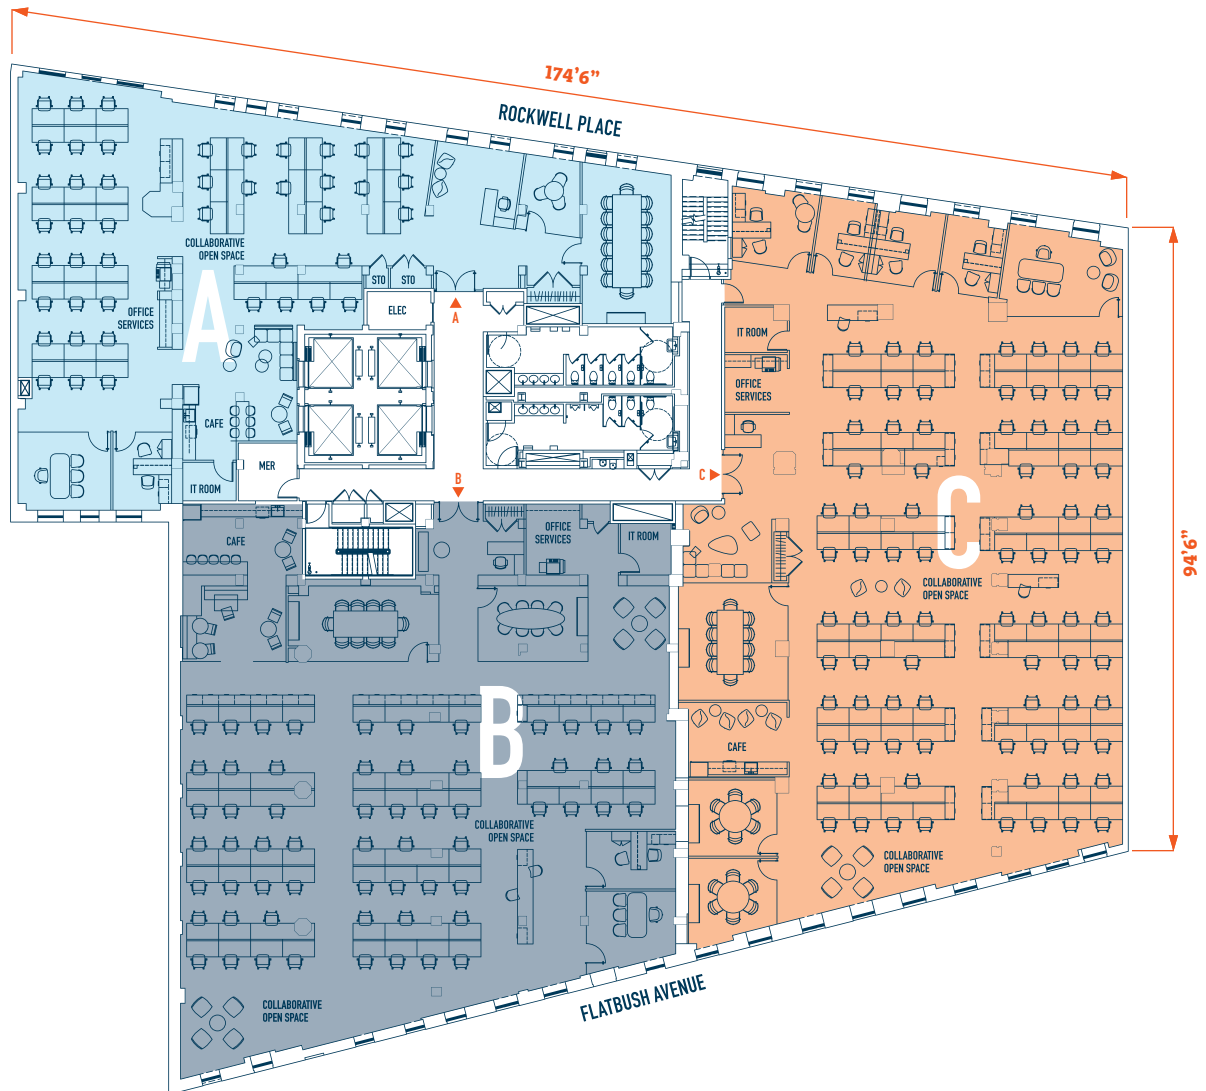 174'6"
ROCKWELL PLACE
COLLABORATIVE
OPEN SPACE
STO
STO
A
OFFICE
SERVICES
ELEC
A
IT ROOM
OFFICE
SERVICES
CAFE
MER
IT ROOM
B
C
C
94'6"
CAFE
OFFICE
SERVICES
IT ROOM
COLLABORATIVE
OPEN SPACE
B
CAFE
COLLABORATIVE
OPEN SPACE
COLLABORATIVE
OPEN SPACE
COLLABORATIVE
OPEN SPACE
FLATBUSH AVENUE